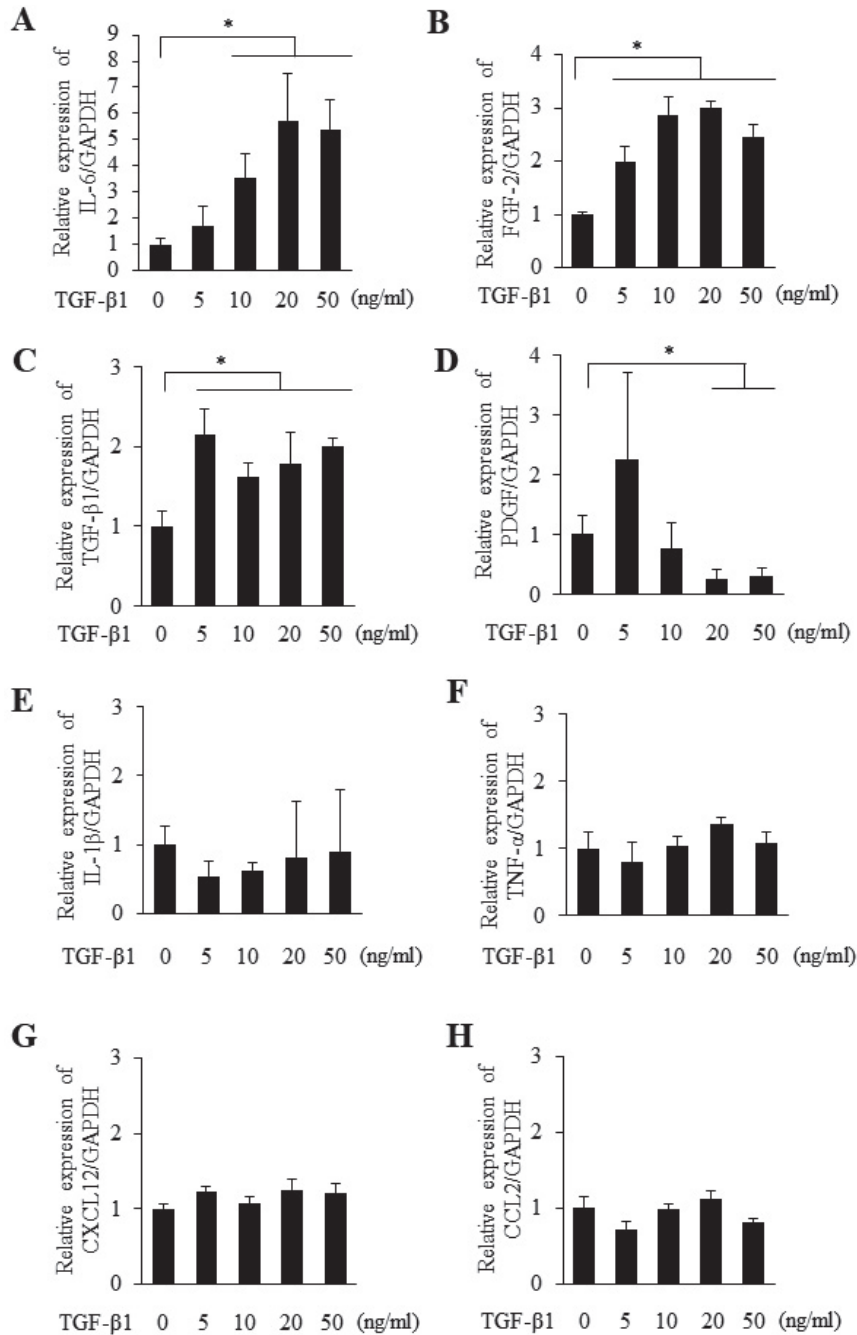 A
*
9
8
7
6
5
4
3
2
1
0
Relative expression of
IL-6/GAPDH
TGF-β1 0 5 10 20 50 (ng/ml)
B
*
4
3
2
1
0
Relative expression of
FGF-2/GAPDH
TGF-β1 0 5 10 20 50 (ng/ml)
C
*
3
2
1
0
Relative expression of
TGF-β1/GAPDH
TGF-β1 0 5 10 20 50 (ng/ml)
D
*
4
3
2
1
0
Relative expression of
PDGF/GAPDH
TGF-β1 0 5 10 20 50 (ng/ml)
E
3
2
1
0
Relative expression of
IL-1β/GAPDH
TGF-β1 0 5 10 20 50 (ng/ml)
F
3
2
1
0
Relative expression of
TNF-α/GAPDH
TGF-β1 0 5 10 20 50 (ng/ml)
G
3
2
1
0
Relative expression of
CXCL12/GAPDH
TGF-β1 0 5 10 20 50 (ng/ml)
H
3
2
1
0
Relative expression of
CCL2/GAPDH
TGF-β1 0 5 10 20 50 (ng/ml)